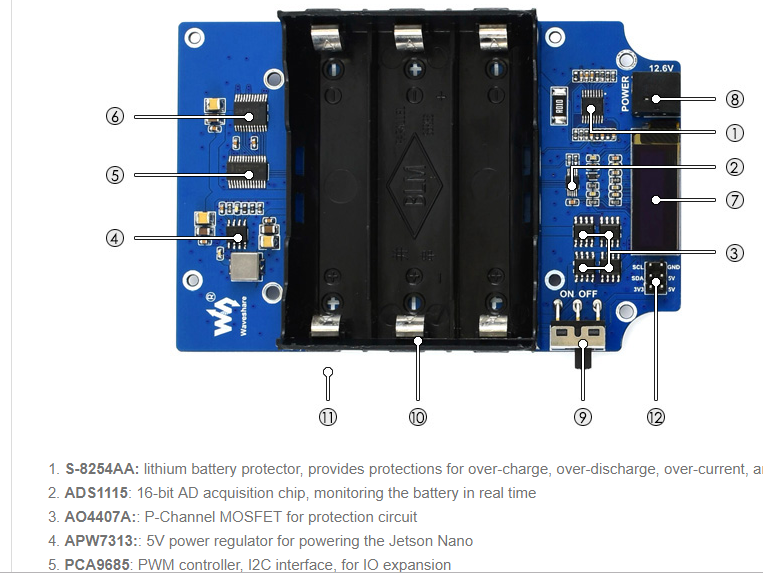 12.6V
POWER
⑧
①
⑥
②
⑤
⑦
④
③
BLM
R010
SCL GND
SDA 5V
3V3 5V
ON OFF
® Waveshare
⑪
⑩
⑨
⑫
1. S-8254AA: lithium battery protector, provides protections for over-charge, over-discharge, over-current, a
2. ADS1115: 16-bit AD acquisition chip, monitoring the battery in real time
3. AO4407A:: P-Channel MOSFET for protection circuit
4. APW7313:: 5V power regulator for powering the Jetson Nano
5. PCA9685: PWM controller, I2C interface, for IO expansion